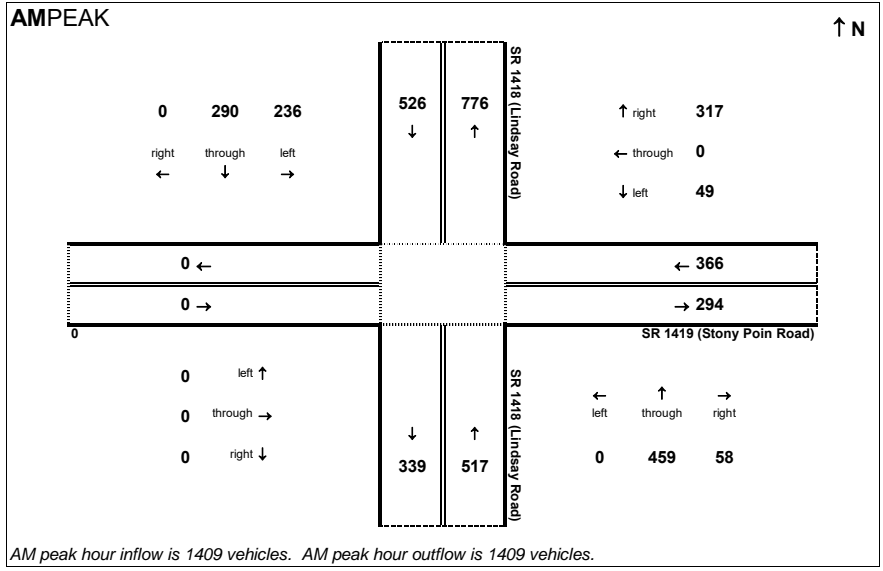 AMPEAK
↑ N
SR 1418 (Lindsay Road)
526 776
↓ ↑
0 290 236
right through left
← ↓ →
↑ right 317
← through 0
↓ left 49
0 ←
← 366
0 →
→ 294
0
SR 1419 (Stony Poin Road)
0 left ↑
0 through →
0 right ↓
SR 1418 (Lindsay Road)
↓ ↑
339 517
← ↑ →
left through right
0 459 58
AM peak hour inflow is 1409 vehicles. AM peak hour outflow is 1409 vehicles.